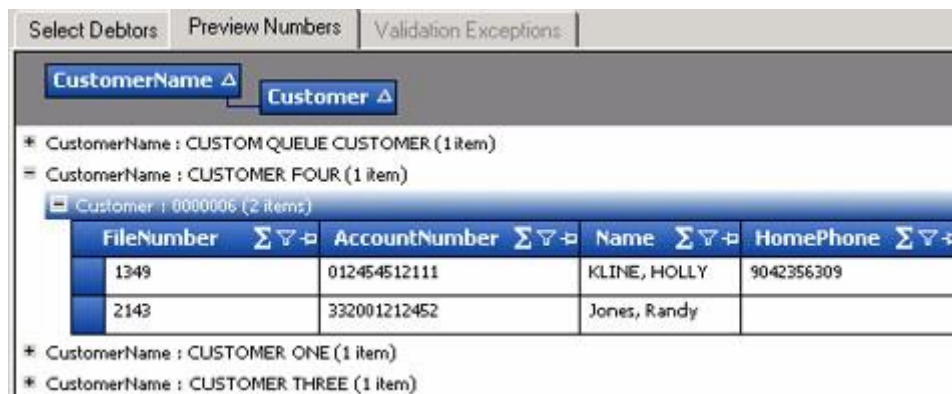 Select Debtors Preview Numbers Validation Exceptions
CustomerName
Customer
CustomerName : CUSTOM QUEUE CUSTOMER (1 item)
CustomerName : CUSTOMER FOUR (1 item)
Customer : 0000006 (2 items)
FileNumber AccountNumber Name HomePhone
1349 012454512111 KLINE, HOLLY 9042356309
2143 332001212452 Jones, Randy
CustomerName : CUSTOMER ONE (1 item)
CustomerName : CUSTOMER THREE (1 item)